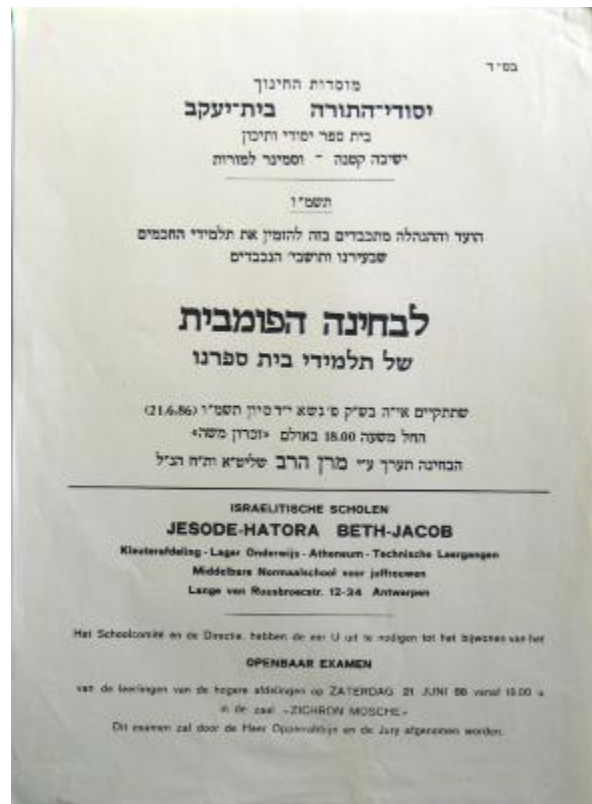 בס״ד
מוסדות החינוך
יסודי־התורה בית־יעקב
בית ספר יסודי ותיכון
ישיבה קטנה - וסמינר למורות
תשמ״ו
הועד וההנהלה מתכבדים בזה להזמין את תלמידי החכמים
שבעירנו ותושבי׳ הנכבדים
לבחינה הפומבית
של תלמידי בית ספרנו
שתתקיים אי״ה בש״ק פ׳ נשא י״ד סיון תשמ״ו (21.6.86)
החל משעה 18.00 באולם «זכרון משה»
הבחינה תערך ע״י מרן הרב שליט״א ות״ח הנ״ל
ISRAELITISCHE SCHOLEN
JESODE-HATORA BETH-JACOB
Kleuterafdeling - Lager Onderwijs - Atheneum - Technische Leergangen
Middelbare Normaalschool voor juffrouwen
Lange van Ruusbroecstr. 12-34 Antwerpen
Het Schoolcomité en de Directie, hebben de eer U uit te nodigen tot het bijwonen van het
OPENBAAR EXAMEN
van de leerlingen van de hogere afdelingen op ZATERDAG 21 JUNI 86 vanaf 18.00 u
in de zaal «ZICHRON MOSCHE»
Dit examen zal door de Heer Opperrabbijn en de Jury afgenomen worden.